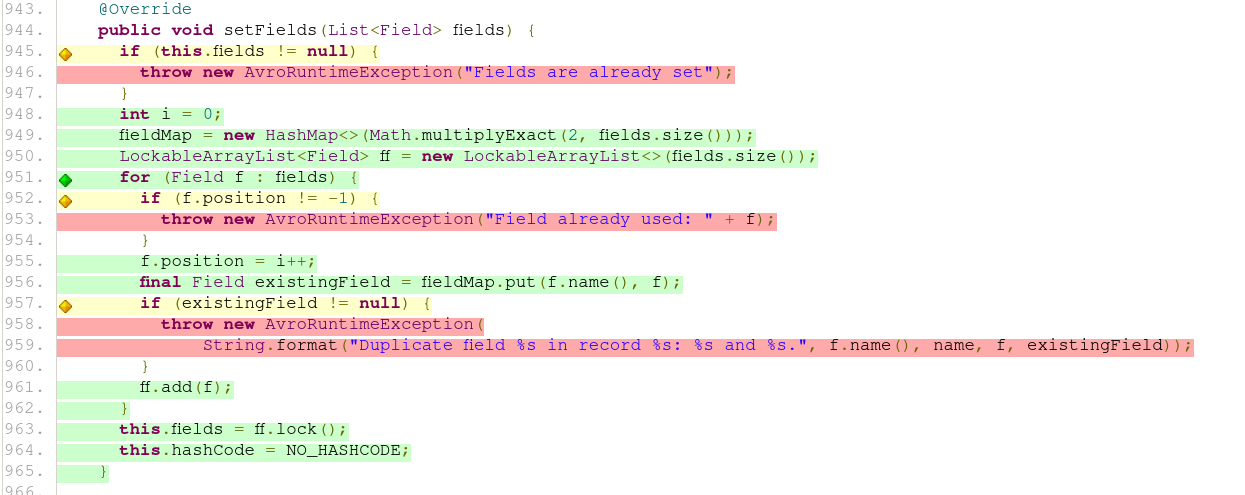 943.     @Override
944.     public void setFields(List<Field> fields) {
945.       if (this.fields != null) {
946.         throw new AvroRuntimeException("Fields are already set");
947.       }
948.       int i = 0;
949.       fieldMap = new HashMap<>(Math.multiplyExact(2, fields.size()));
950.       LockableArrayList<Field> ff = new LockableArrayList<>(fields.size());
951.       for (Field f : fields) {
952.         if (f.position != -1) {
953.           throw new AvroRuntimeException("Field already used: " + f);
954.         }
955.         f.position = i++;
956.         final Field existingField = fieldMap.put(f.name(), f);
957.         if (existingField != null) {
958.           throw new AvroRuntimeException(
959.               String.format("Duplicate field %s in record %s: %s and %s.", f.name(), name, f, existingField));
960.         }
961.         ff.add(f);
962.       }
963.       this.fields = ff.lock();
964.       this.hashCode = NO_HASHCODE;
965.     }
966.